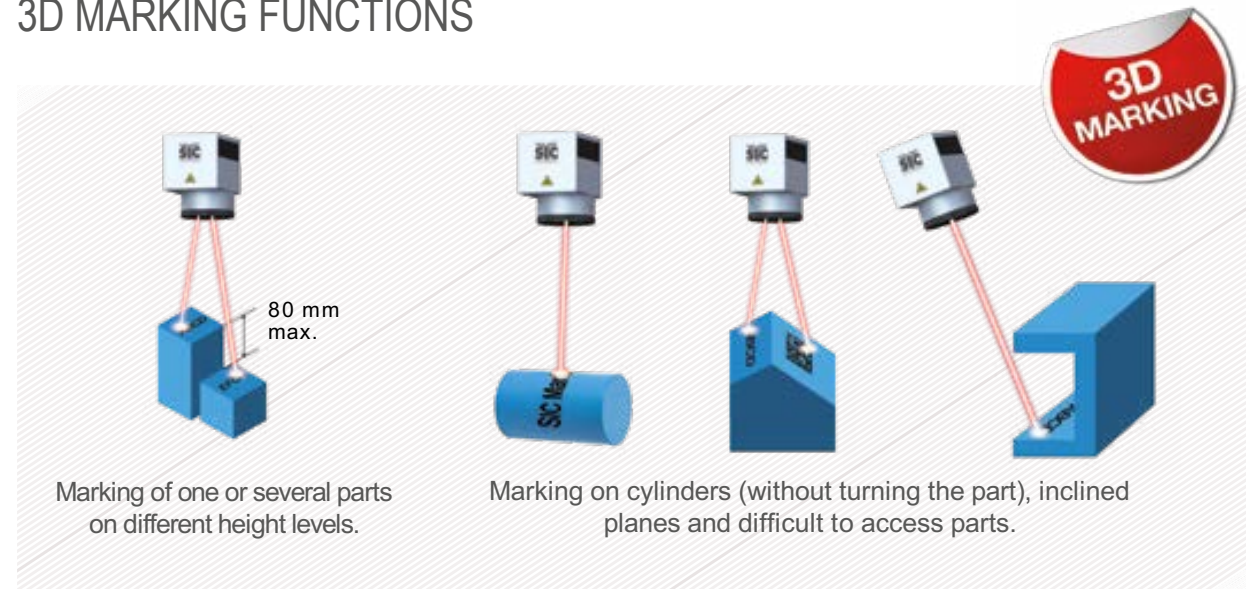 3D MARKING FUNCTIONS
3D
MARKING
SIC
SIC
SIC
SIC
80 mm
max.
SIC Mar
Marking of one or several parts
on different height levels.
Marking on cylinders (without turning the part), inclined
planes and difficult to access parts.